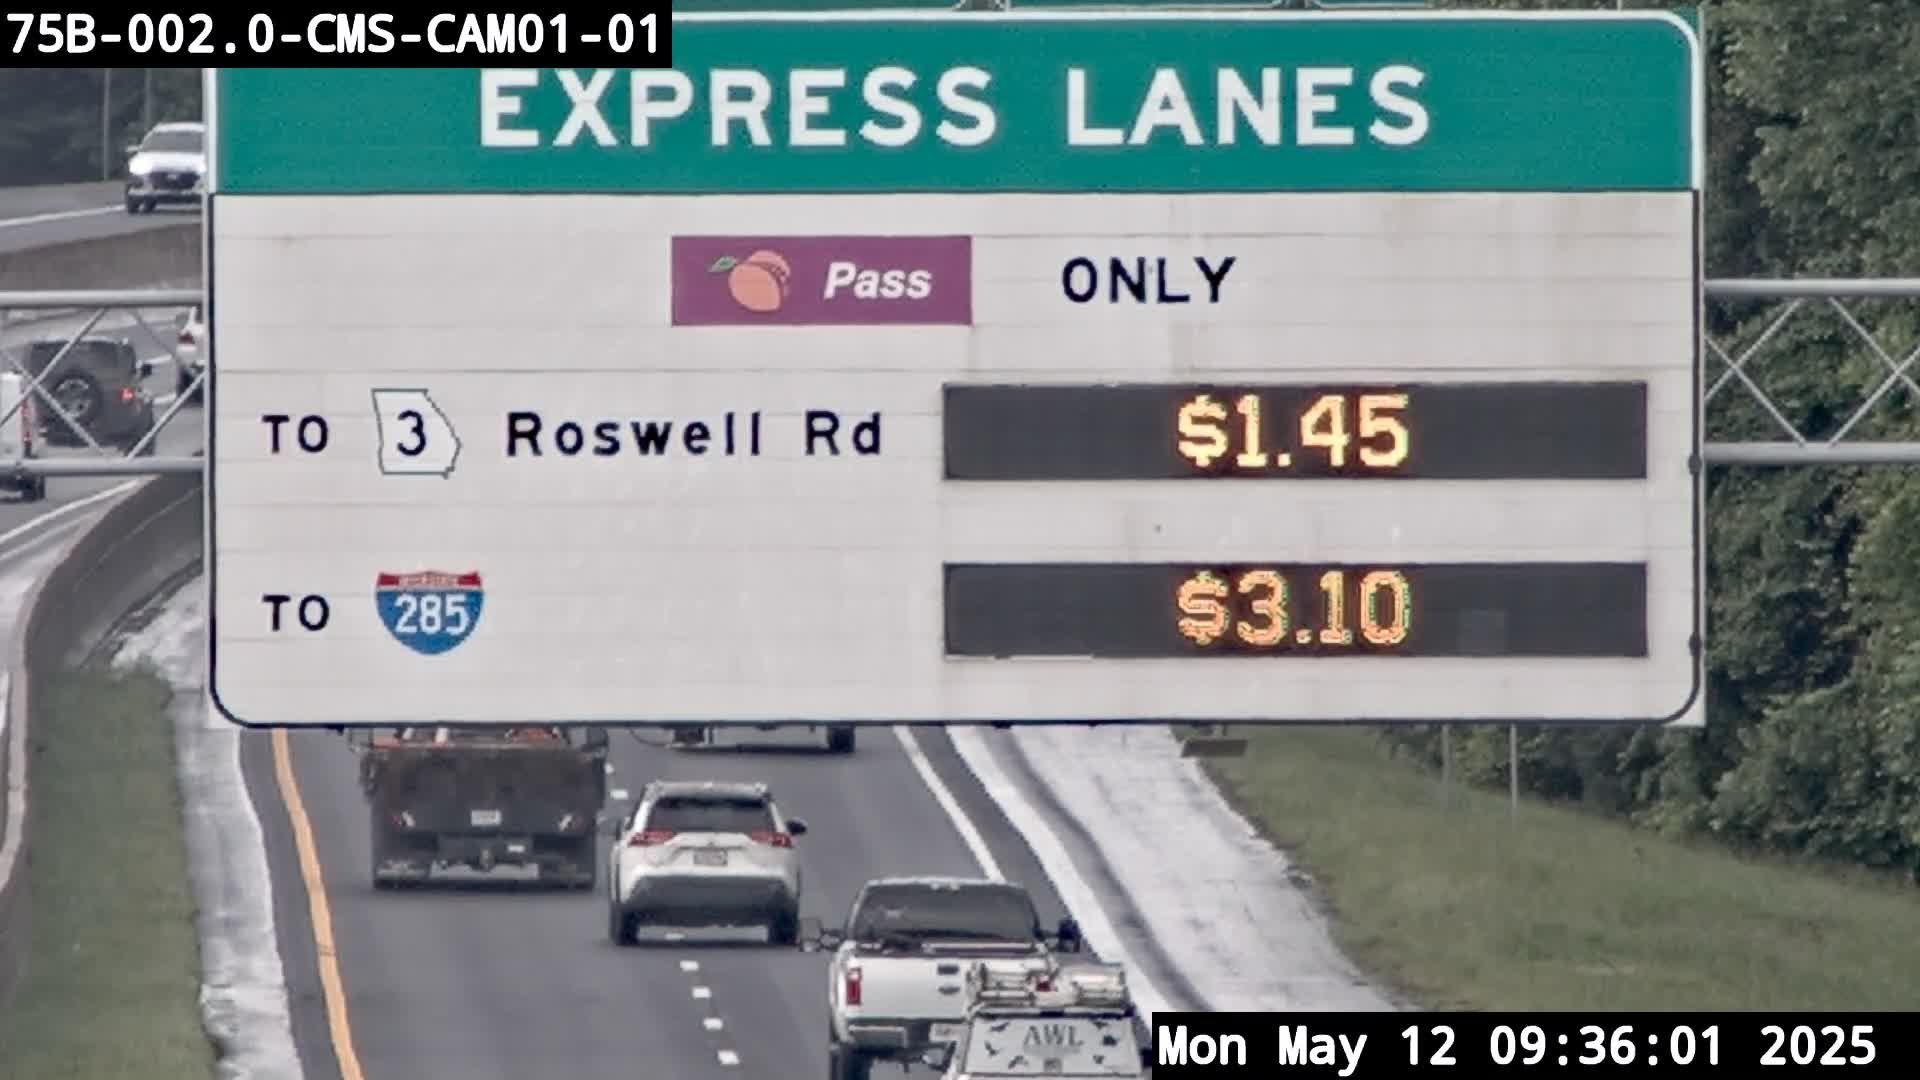 75B-002.0-CMS-CAM01-01
EXPRESS LANES
Pass ONLY
TO 3 Roswell Rd $1.45
TO 285 $3.10
AWL
Mon May 12 09:36:01 2025